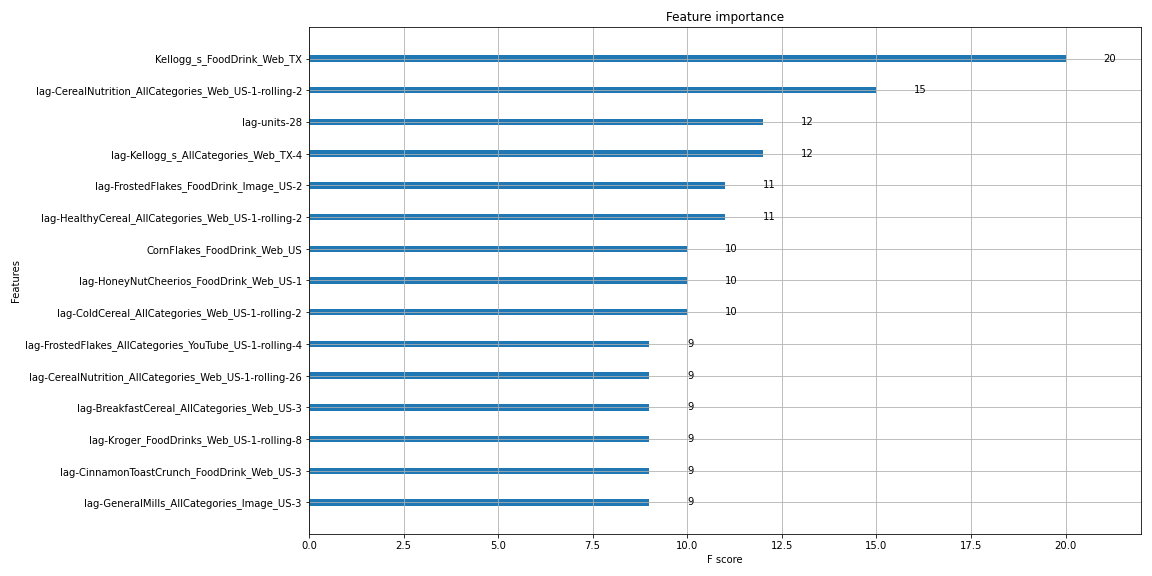 Feature importance
Kellogg_s_FoodDrink_Web_TX 20
lag-CerealNutrition_AllCategories_Web_US-1-rolling-2 15
lag-units-28 12
lag-Kellogg_s_AllCategories_Web_TX-4 12
lag-FrostedFlakes_FoodDrink_Image_US-2 11
lag-HealthyCereal_AllCategories_Web_US-1-rolling-2 11
CornFlakes_FoodDrink_Web_US 10
lag-HoneyNutCheerios_FoodDrink_Web_US-1 10
lag-ColdCereal_AllCategories_Web_US-1-rolling-2 10
lag-FrostedFlakes_AllCategories_YouTube_US-1-rolling-4 9
lag-CerealNutrition_AllCategories_Web_US-1-rolling-26 9
lag-BreakfastCereal_AllCategories_Web_US-3 9
lag-Kroger_FoodDrinks_Web_US-1-rolling-8 9
lag-CinnamonToastCrunch_FoodDrink_Web_US-3 9
lag-GeneralMills_AllCategories_Image_US-3 9
Features
0.0 2.5 5.0 7.5 10.0 12.5 15.0 17.5 20.0
F score